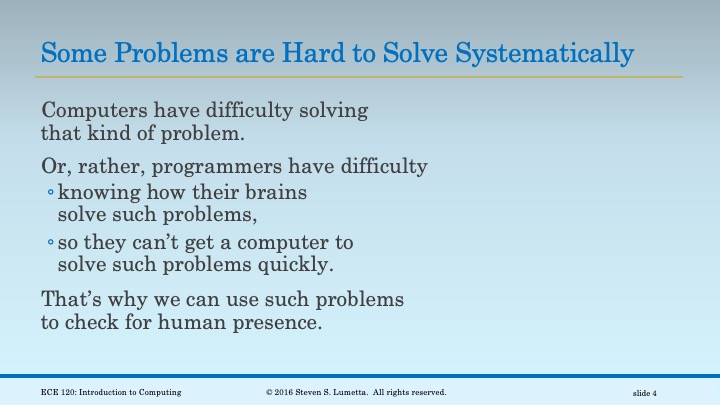 Some Problems are Hard to Solve Systematically
Computers have difficulty solving
that kind of problem.
Or, rather, programmers have difficulty
◦knowing how their brains
solve such problems,
◦so they can’t get a computer to
solve such problems quickly.
That’s why we can use such problems
to check for human presence.
ECE 120: Introduction to Computing
© 2016 Steven S. Lumetta.  All rights reserved.
slide 4